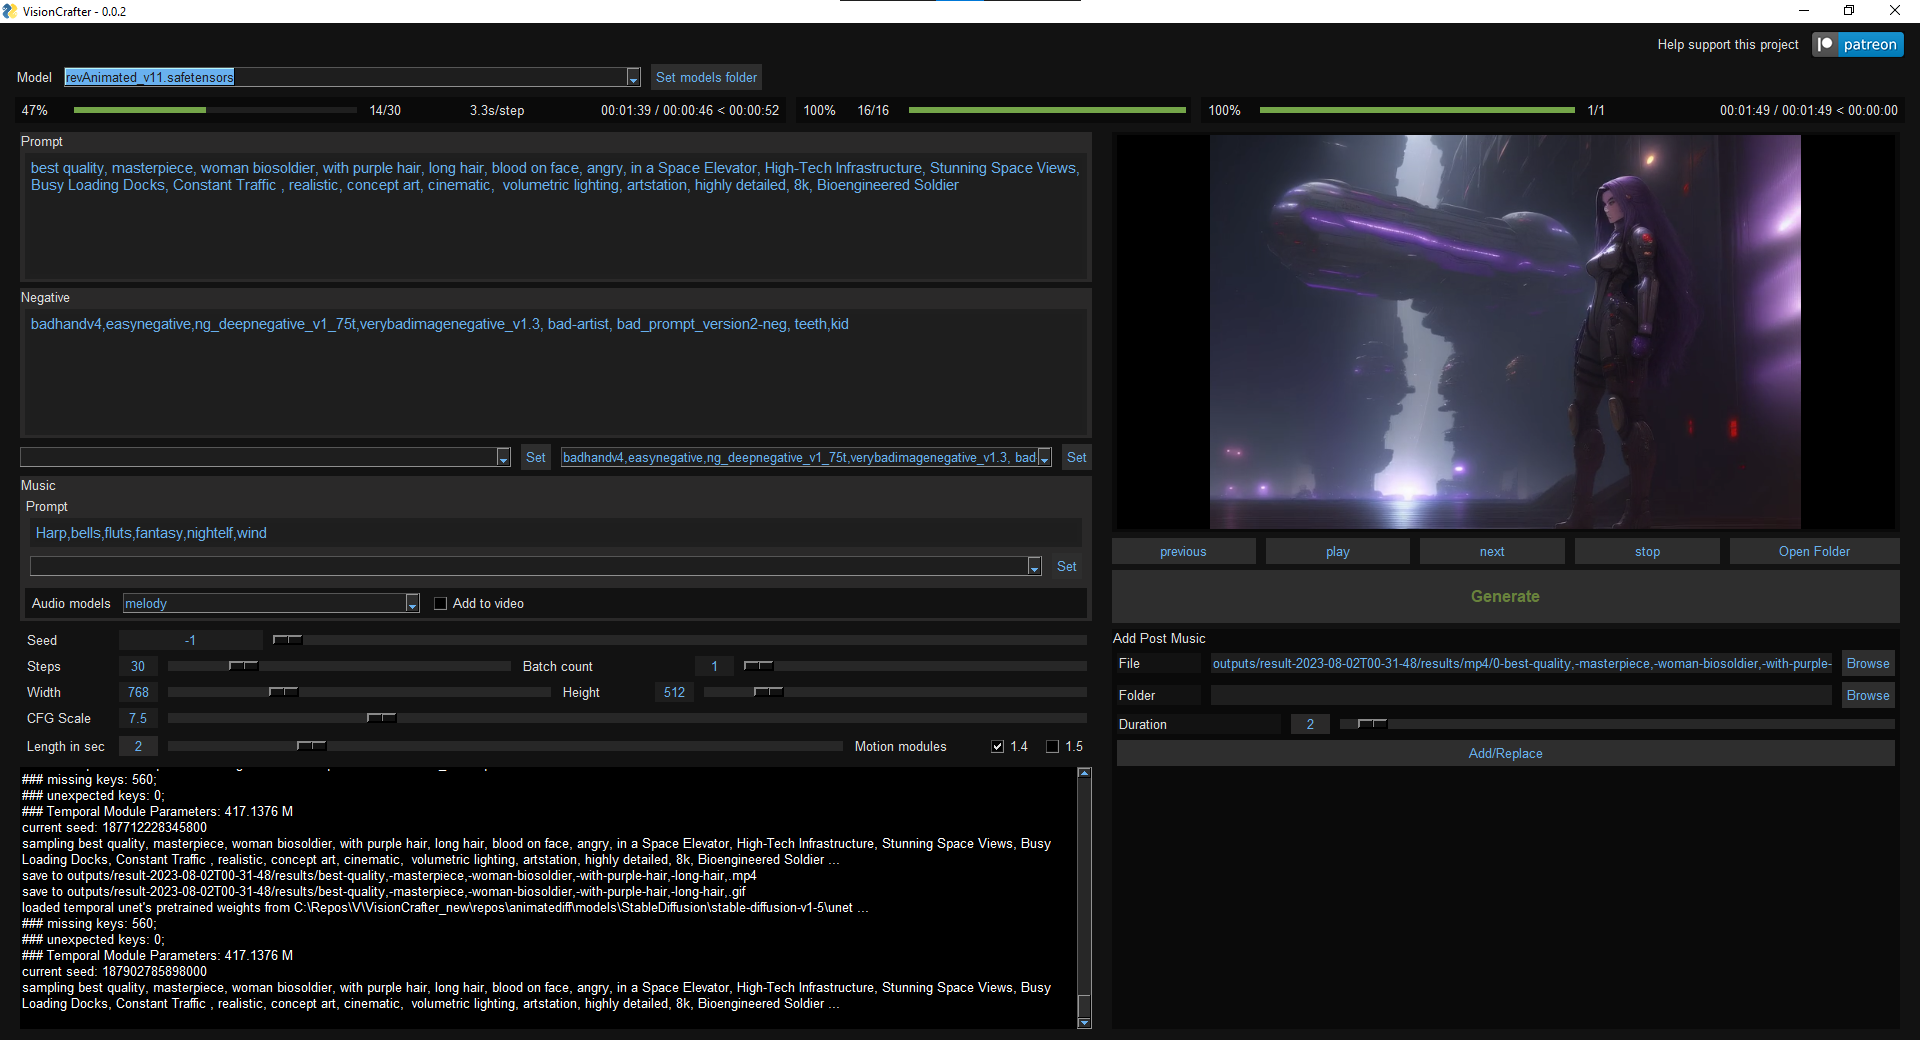 VisionCrafter - 0.0.2
Help support this project
patreon
Model
revAnimated_v11.safetensors
Set models folder
47%
14/30
3.3s/step
00:01:39 / 00:00:46 < 00:00:52
100%
16/16
100%
1/1
00:01:49 / 00:01:49 < 00:00:00
Prompt
best quality, masterpiece, woman biosoldier, with purple hair, long hair, blood on face, angry, in a Space Elevator, High-Tech Infrastructure, Stunning Space Views,
Busy Loading Docks, Constant Traffic , realistic, concept art, cinematic,  volumetric lighting, artstation, highly detailed, 8k, Bioengineered Soldier
Negative
badhandv4,easynegative,ng_deepnegative_v1_75t,verybadimagenegative_v1.3, bad-artist, bad_prompt_version2-neg, teeth,kid
Set
badhandv4,easynegative,ng_deepnegative_v1_75t,verybadimagenegative_v1.3, bad
Set
Music
Prompt
Harp,bells,fluts,fantasy,nightelf,wind
Set
Audio models
melody
Add to video
Seed
-1
Steps
30
Batch count
1
Width
768
Height
512
CFG Scale
7.5
Length in sec
2
Motion modules
1.4
1.5
### missing keys: 560;
### unexpected keys: 0;
### Temporal Module Parameters: 417.1376 M
current seed: 187712228345800
sampling best quality, masterpiece, woman biosoldier, with purple hair, long hair, blood on face, angry, in a Space Elevator, High-Tech Infrastructure, Stunning Space Views, Busy
Loading Docks, Constant Traffic , realistic, concept art, cinematic,  volumetric lighting, artstation, highly detailed, 8k, Bioengineered Soldier ...
save to outputs/result-2023-08-02T00-31-48/results/best-quality,-masterpiece,-woman-biosoldier,-with-purple-hair,-long-hair,.mp4
save to outputs/result-2023-08-02T00-31-48/results/best-quality,-masterpiece,-woman-biosoldier,-with-purple-hair,-long-hair,.gif
loaded temporal unet's pretrained weights from C:\Repos\V\VisionCrafter_new\repos\animatediff\models\StableDiffusion\stable-diffusion-v1-5\unet ...
### missing keys: 560;
### unexpected keys: 0;
### Temporal Module Parameters: 417.1376 M
current seed: 187902785898000
sampling best quality, masterpiece, woman biosoldier, with purple hair, long hair, blood on face, angry, in a Space Elevator, High-Tech Infrastructure, Stunning Space Views, Busy
Loading Docks, Constant Traffic , realistic, concept art, cinematic,  volumetric lighting, artstation, highly detailed, 8k, Bioengineered Soldier ...
previous
play
next
stop
Open Folder
Generate
Add Post Music
File
outputs/result-2023-08-02T00-31-48/results/mp4/0-best-quality,-masterpiece,-woman-biosoldier,-with-purple-
Browse
Folder
Browse
Duration
2
Add/Replace